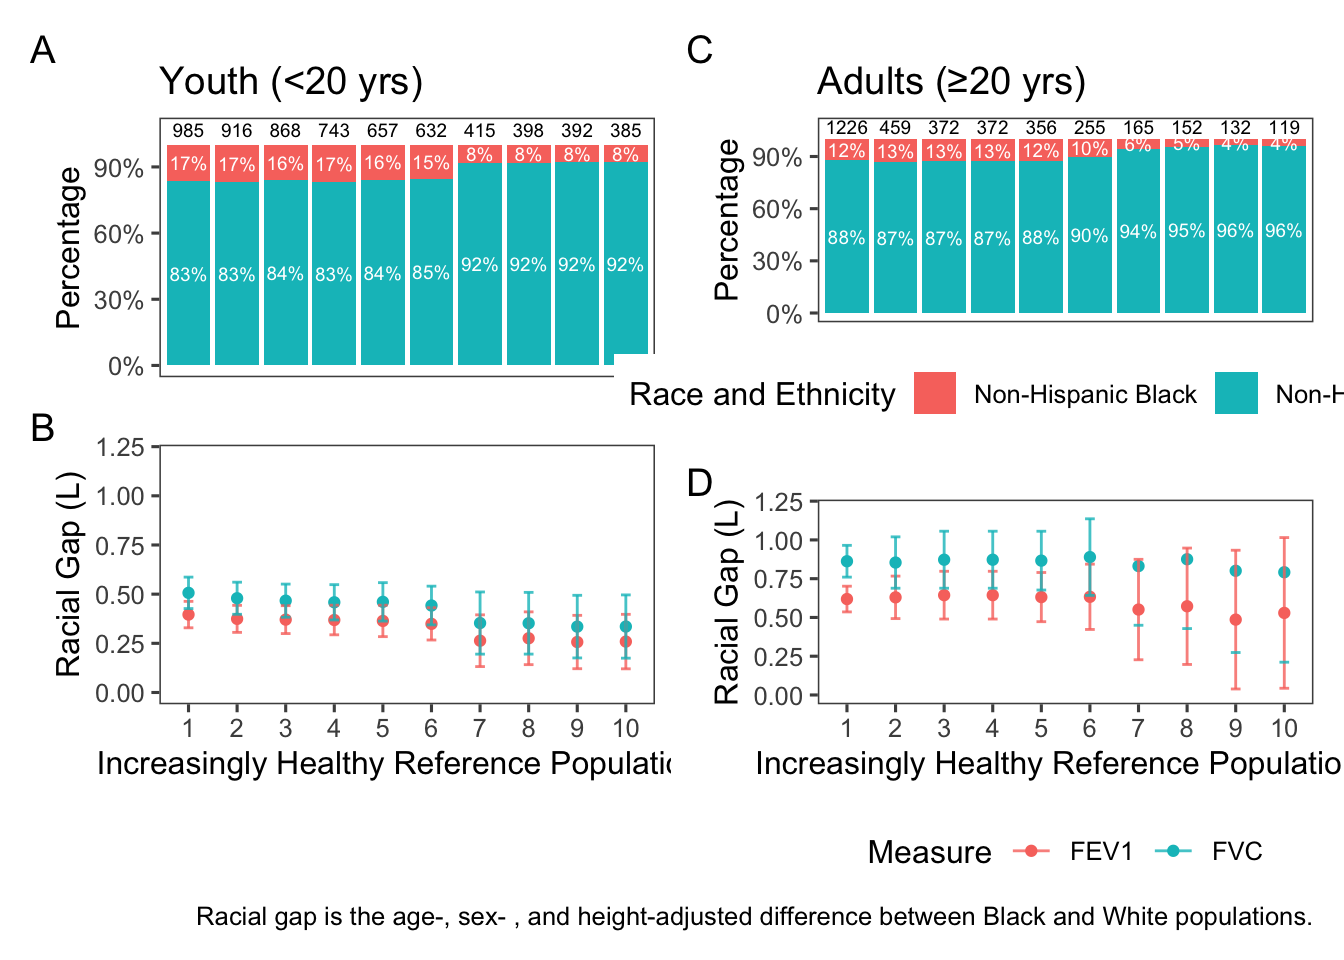 A
Youth (<20 yrs)
985 916 868 743 657 632 415 398 392 385
17% 17% 16% 17% 16% 15% 8% 8% 8% 8%
83% 83% 84% 83% 84% 85% 92% 92% 92% 92%
90%
60%
30%
0%
Percentage
C
Adults (≥20 yrs)
1226 459 372 372 356 255 165 152 132 119
12% 13% 13% 13% 12% 10% 6% 5% 4% 4%
88% 87% 87% 87% 88% 90% 94% 95% 96% 96%
90%
60%
30%
0%
Percentage
Race and Ethnicity Non-Hispanic Black Non-H
B
1.25
1.00
0.75
0.50
0.25
0.00
Racial Gap (L)
1 2 3 4 5 6 7 8 9 10
Increasingly Healthy Reference Populatio
D
1.25
1.00
0.75
0.50
0.25
0.00
Racial Gap (L)
1 2 3 4 5 6 7 8 9 10
Increasingly Healthy Reference Populatio
Measure FEV1 FVC
Racial gap is the age-, sex- , and height-adjusted difference between Black and White populations.